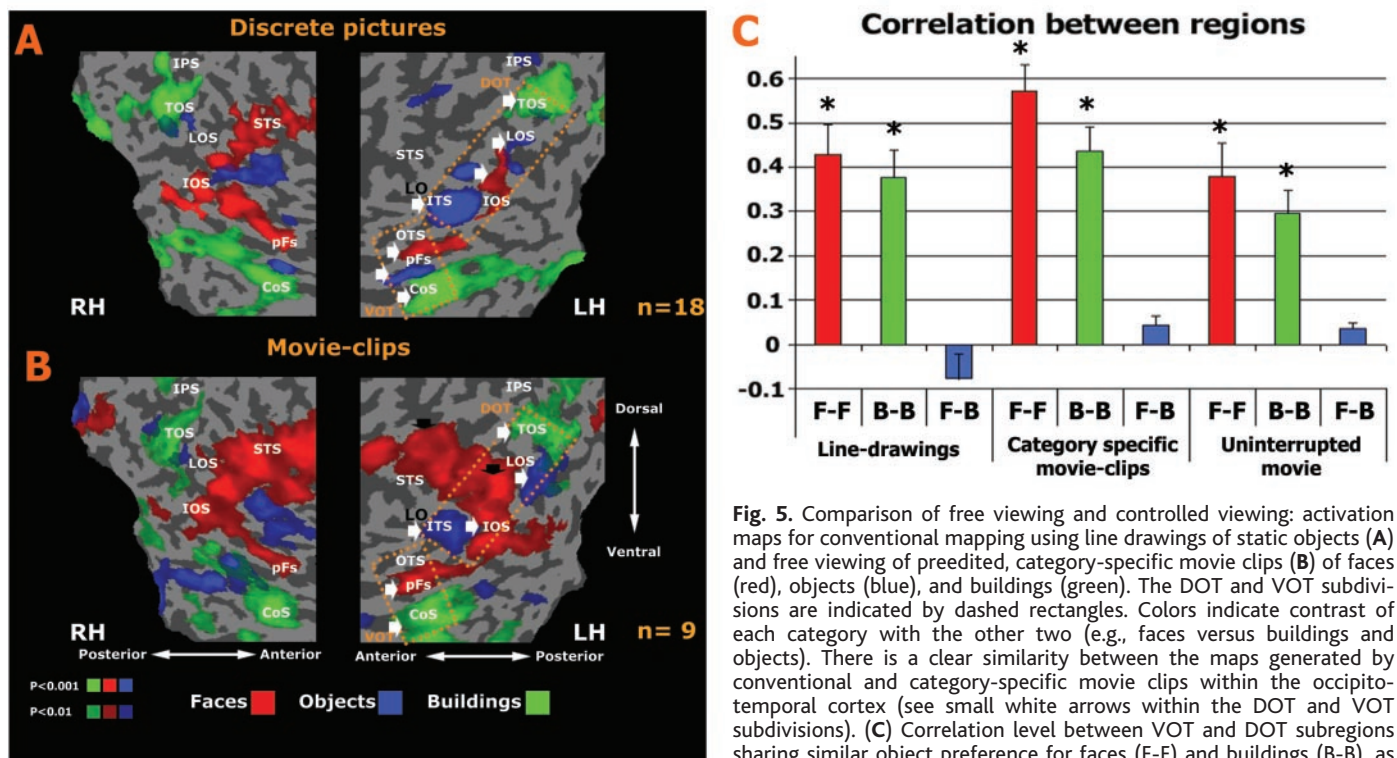 A
Discrete pictures
IPS
TOS
LOS
STS
IOS
pFs
CoS
RH
IPS
DOT
TOS
LOS
STS
LO
ITS
IOS
OTS
pFs
CoS
VOT
LH
n=18
B
Movie-clips
IPS
TOS
LOS
STS
IOS
pFs
CoS
RH
IPS
DOT
TOS
LOS
STS
LO
ITS
IOS
OTS
pFs
CoS
VOT
LH
n= 9
Dorsal
Ventral
Posterior Anterior
Anterior Posterior
P<0.001
P<0.01
Faces Objects Buildings
C
Correlation between regions
0.6
0.5
0.4
0.3
0.2
0.1
0
-0.1
* * * * * *
F-F B-B F-B F-F B-B F-B F-F B-B F-B
Line-drawings
Category specific
movie-clips
Uninterrupted
movie
Fig. 5. Comparison of free viewing and controlled viewing: activation
maps for conventional mapping using line drawings of static objects (A)
and free viewing of preedited, category-specific movie clips (B) of faces
(red), objects (blue), and buildings (green). The DOT and VOT subdivi-
sions are indicated by dashed rectangles. Colors indicate contrast of
each category with the other two (e.g., faces versus buildings and
objects). There is a clear similarity between the maps generated by
conventional and category-specific movie clips within the occipito-
temporal cortex (see small white arrows within the DOT and VOT
subdivisions). (C) Correlation level between VOT and DOT subregions
sharing similar object preference for faces (F-F) and buildings (B-B), as